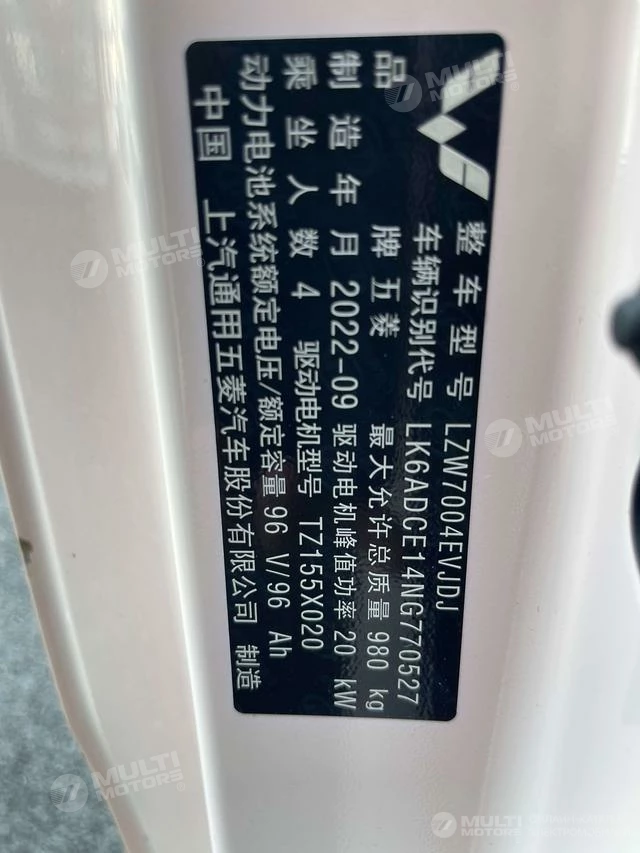 整车型号 LZW7004EVJDJ
车辆识别代号 LK6ADCE14NG770527
品牌 五菱 最大允许总质量 980 kg
制造年月 2022-09 驱动电机峰值功率 20 kW
乘坐人数 4 驱动电机型号 TZ155X020
动力电池系统额定电压/额定容量 96 V/96 Ah
中国 上汽通用五菱汽车股份有限公司 制造
MULTI
MOTORS
MULTI
MOTORS
MULTI
MOTORS
MULTI
MOTORS
MULTI
MOTORS